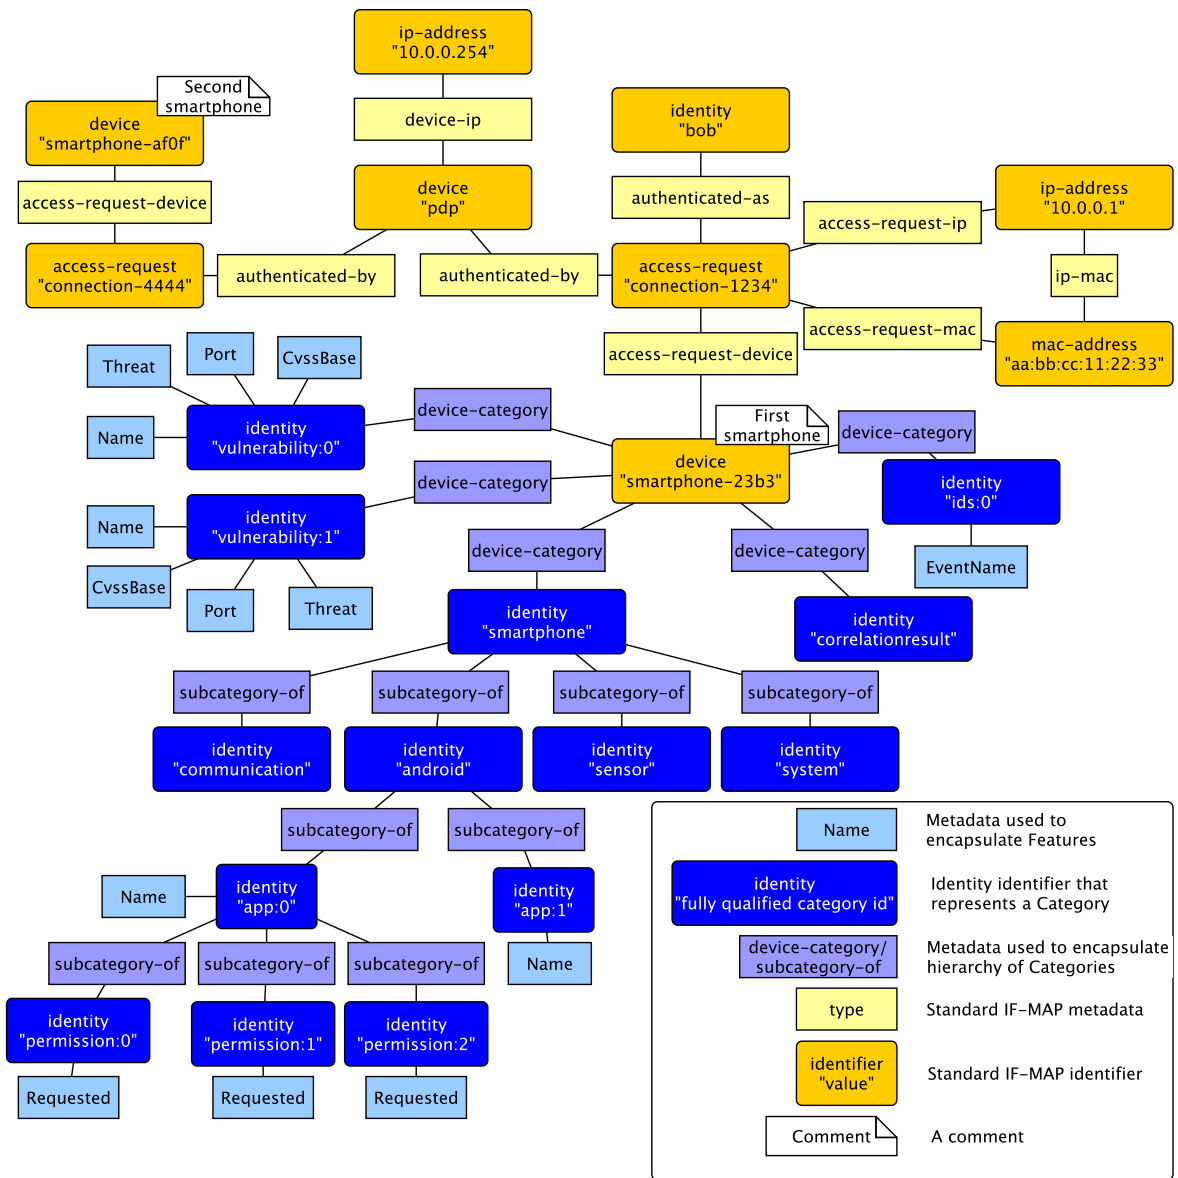 ip-address
"10.0.0.254"
Second
smartphone
device
"smartphone-af0f"
device-ip
identity
"bob"
access-request-device
device
"pdp"
authenticated-as
ip-address
"10.0.0.1"
access-request-ip
access-request
"connection-4444"
authenticated-by
authenticated-by
access-request
"connection-1234"
ip-mac
access-request-mac
mac-address
"aa:bb:cc:11:22:33"
access-request-device
Threat
Port
CvssBase
Name
identity
"vulnerability:0"
device-category
First
smartphone
device-category
device
"smartphone-23b3"
device-category
identity
"ids:0"
Name
identity
"vulnerability:1"
device-category
device-category
EventName
CvssBase
Port
Threat
identity
"smartphone"
identity
"correlationresult"
subcategory-of
subcategory-of
subcategory-of
subcategory-of
identity
"communication"
identity
"android"
identity
"sensor"
identity
"system"
subcategory-of
subcategory-of
Name
identity
"app:0"
identity
"app:1"
subcategory-of
subcategory-of
subcategory-of
Name
identity
"permission:0"
identity
"permission:1"
identity
"permission:2"
Requested
Requested
Requested
Name
Metadata used to
encapsulate Features
identity
"fully qualified category id"
Identity identifier that
represents a Category
device-category/
subcategory-of
Metadata used to encapsulate
hierarchy of Categories
type
Standard IF-MAP metadata
identifier
"value"
Standard IF-MAP identifier
Comment
A comment